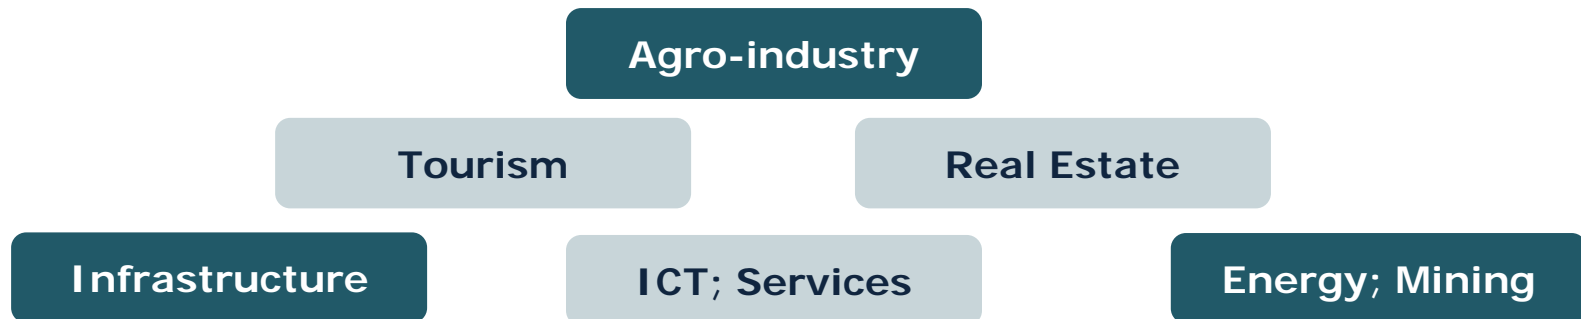 Agro-industry
Tourism
Real Estate
Infrastructure
ICT; Services
Energy; Mining